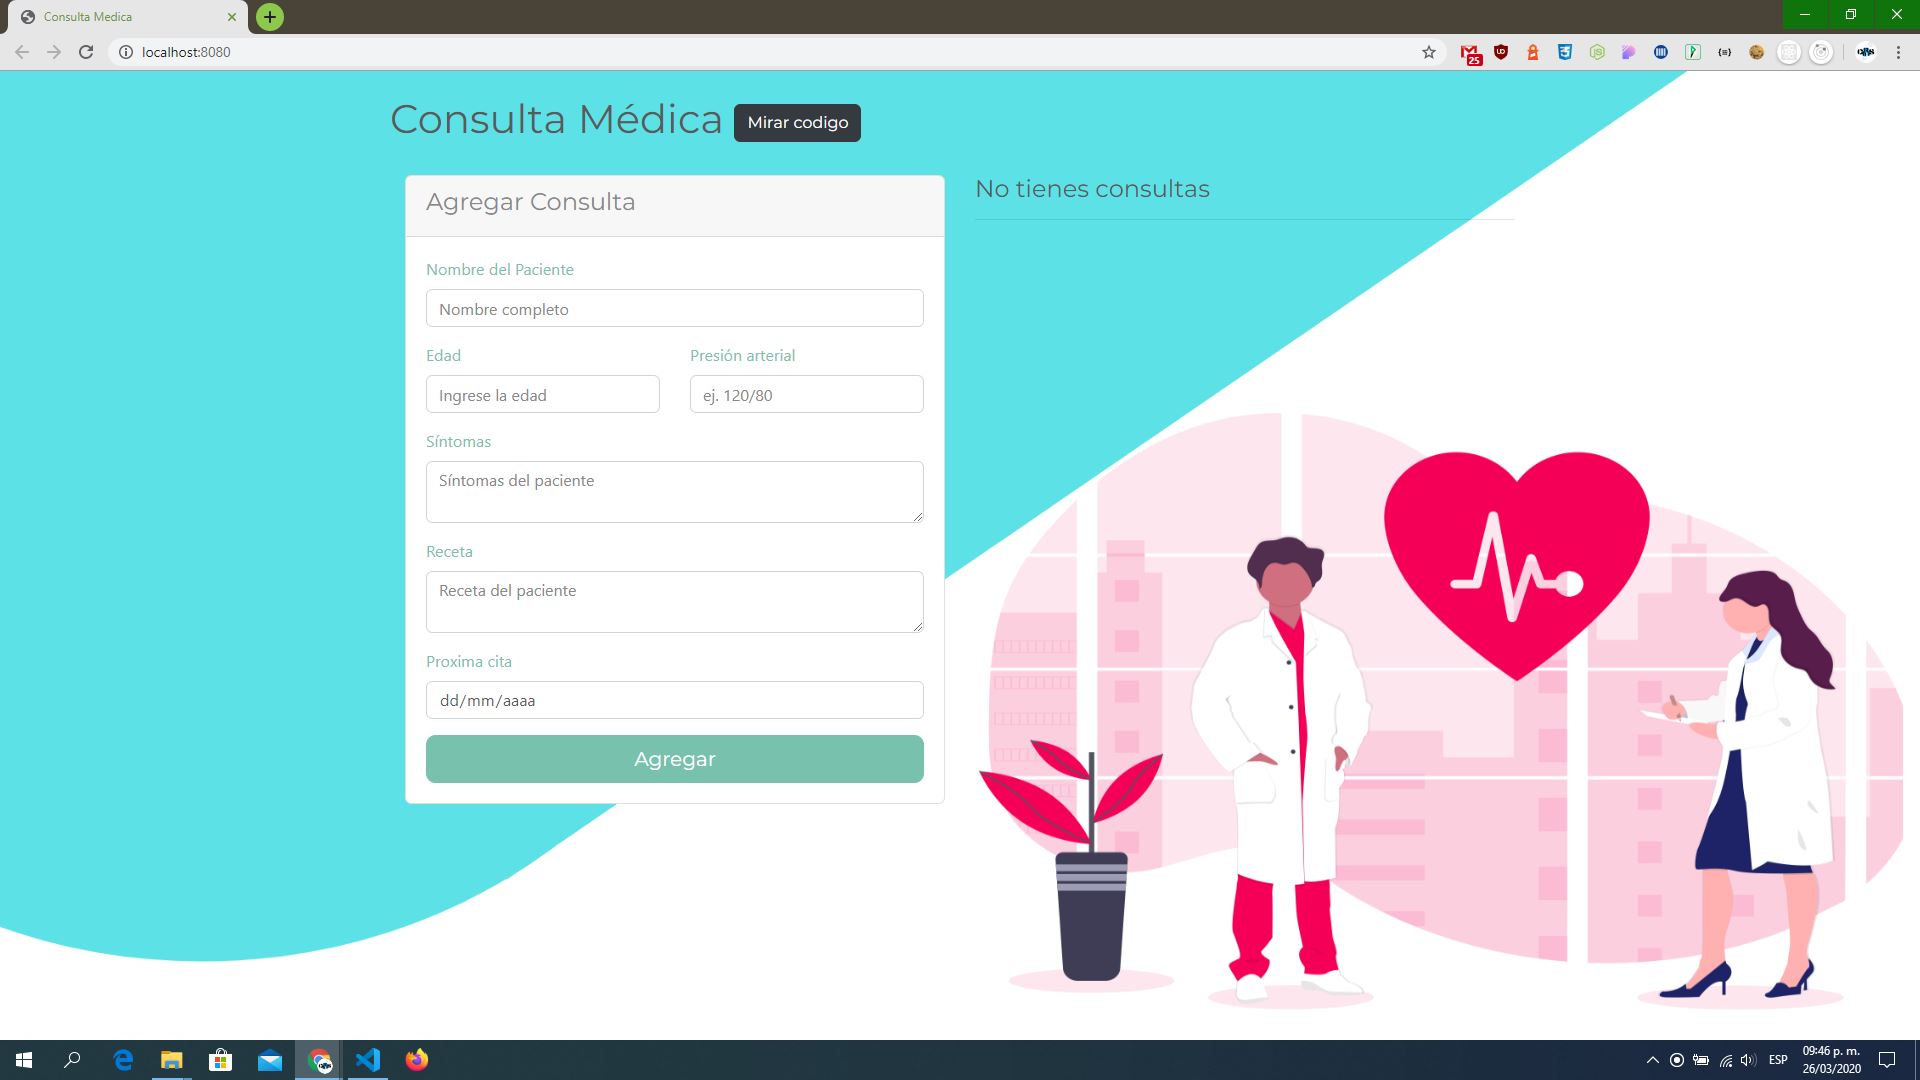 Consulta Medica
localhost:8080
25
Consulta Médica
Mirar codigo
Agregar Consulta
No tienes consultas
Nombre del Paciente
Nombre completo
Edad
Presión arterial
Ingrese la edad
ej. 120/80
Síntomas
Síntomas del paciente
Receta
Receta del paciente
Proxima cita
dd/mm/aaaa
Agregar
ESP
09:46 p. m.
26/03/2020